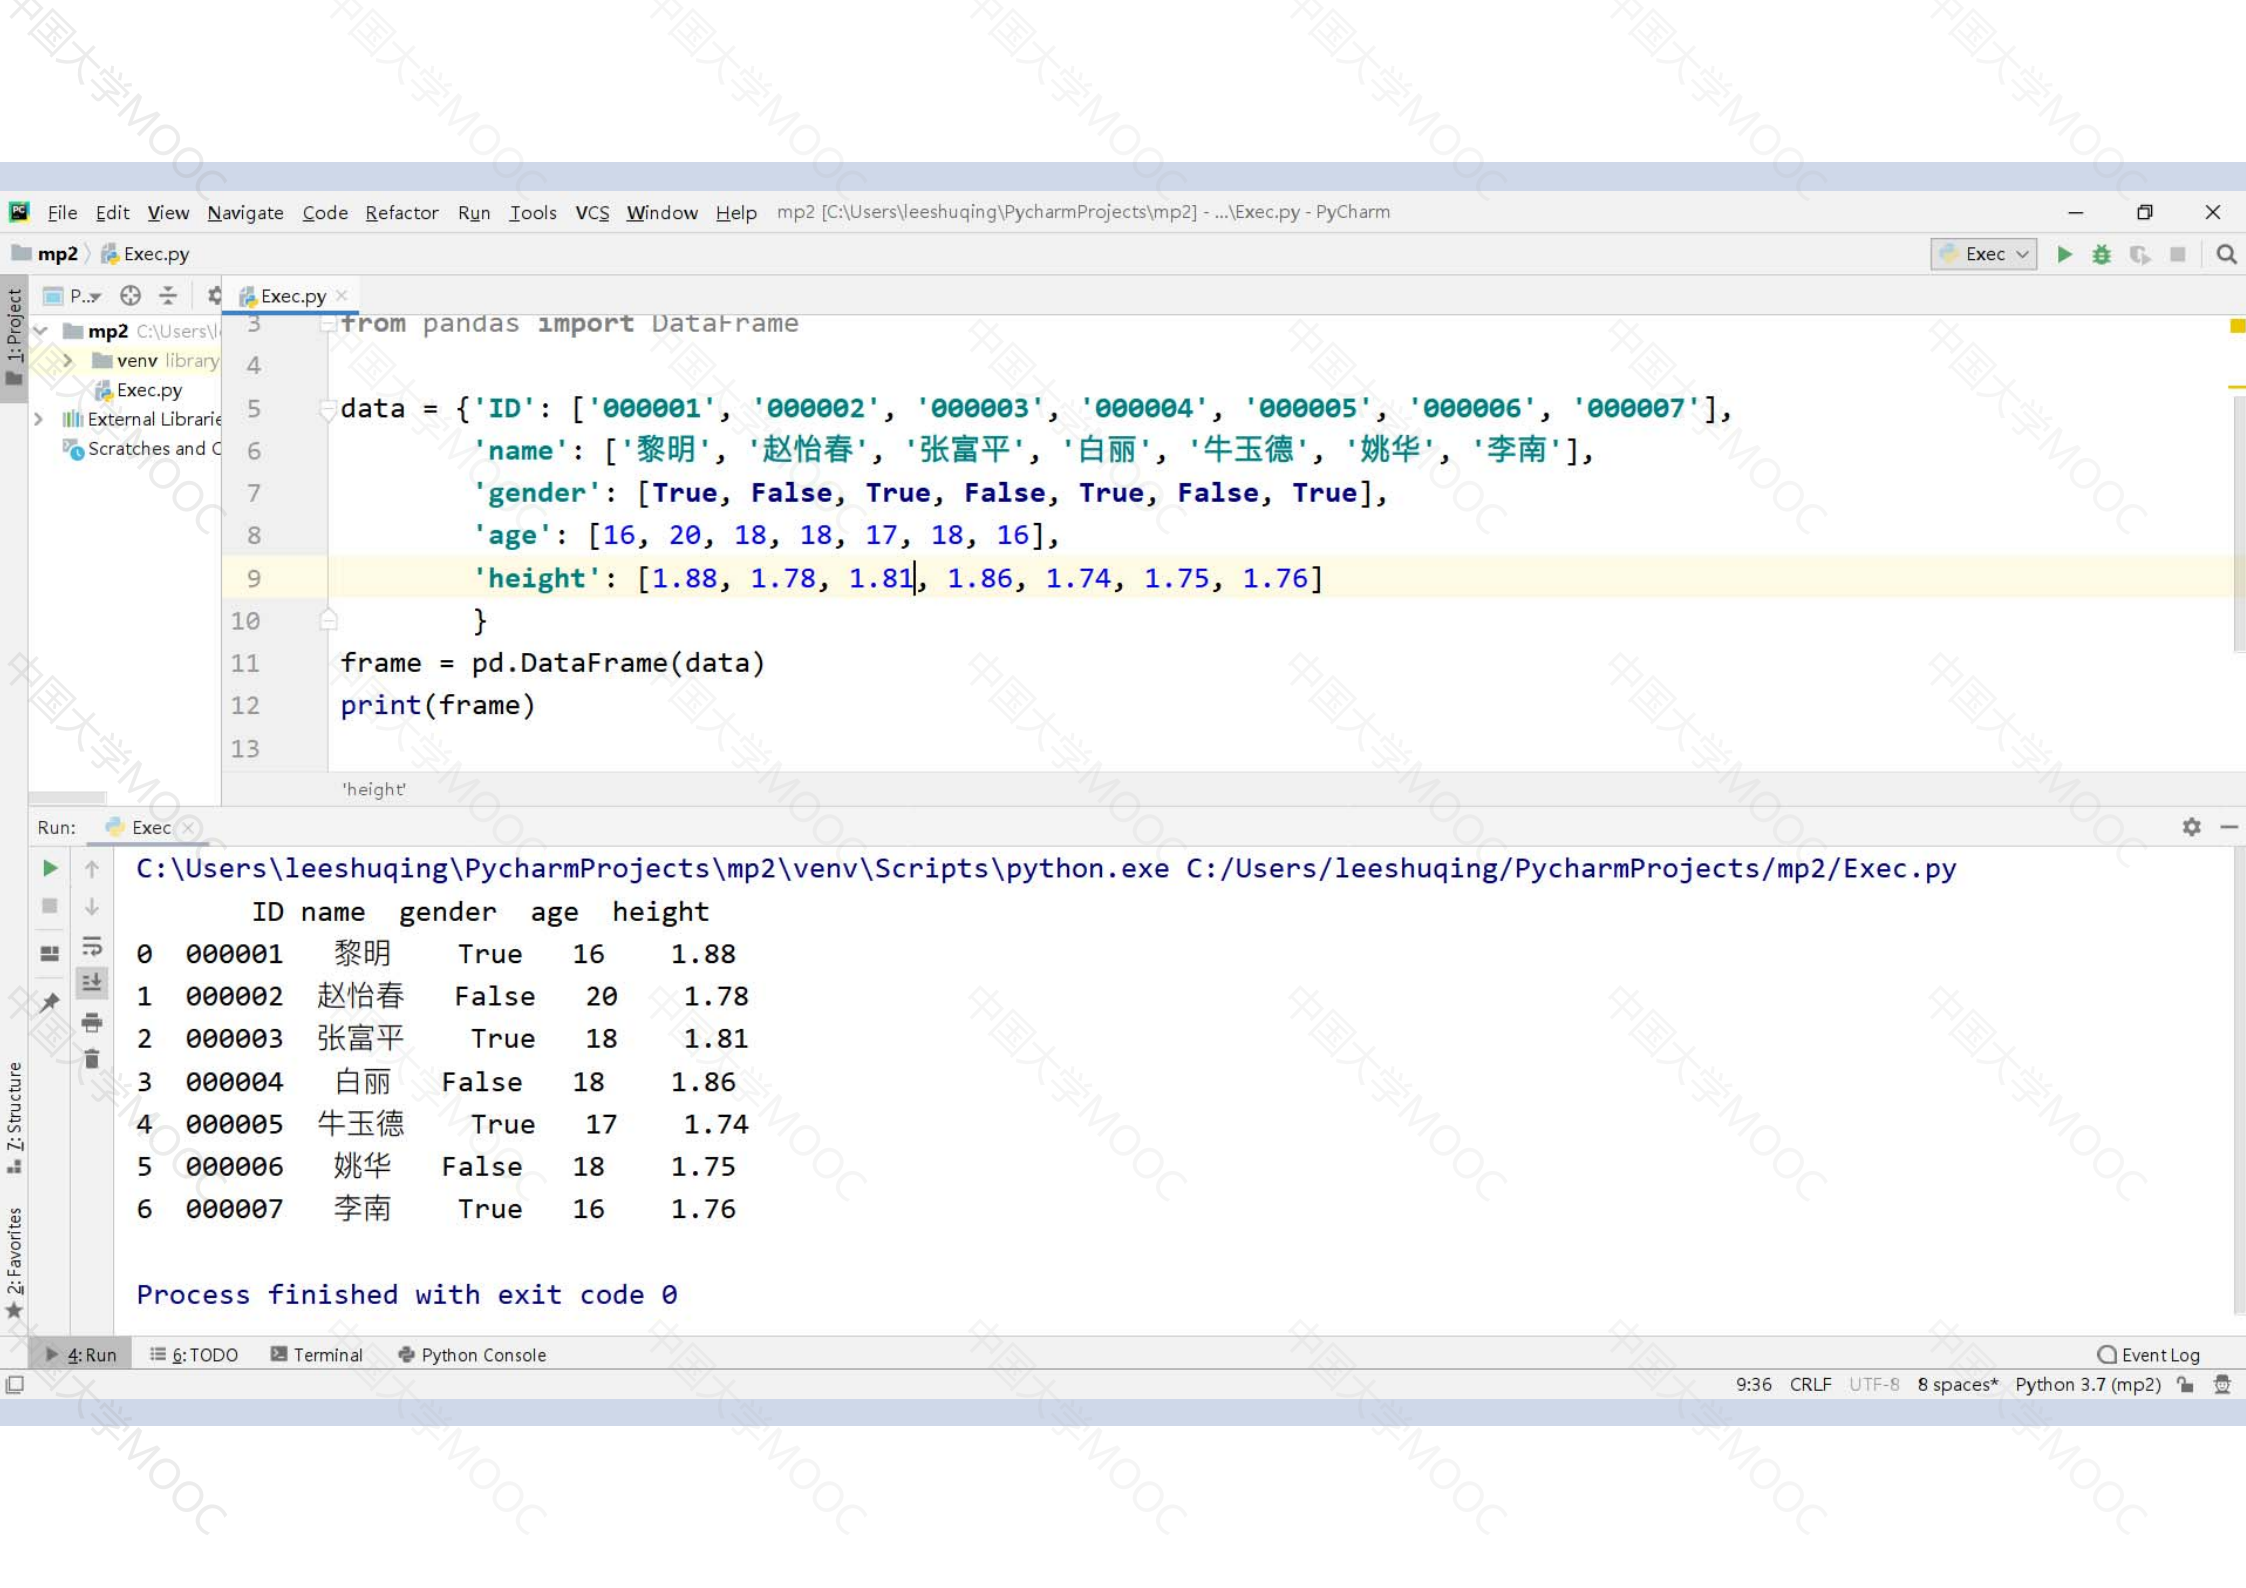 File Edit View Navigate Code Refactor Run Tools VCS Window Help mp2 [C:\Users\leeshuqing\PycharmProjects\mp2] - ...\Exec.py - PyCharm
mp2 Exec.py Exec
1: Project
P.. Exec.py
mp2 C:\Users\l
venv library
Exec.py
External Librarie
Scratches and C
3 from pandas import DataFrame
4
5 data = {'ID': ['000001', '000002', '000003', '000004', '000005', '000006', '000007'],
6 'name': ['黎明', '赵怡春', '张富平', '白丽', '牛玉德', '姚华', '李南'],
7 'gender': [True, False, True, False, True, False, True],
8 'age': [16, 20, 18, 18, 17, 18, 16],
9 'height': [1.88, 1.78, 1.81, 1.86, 1.74, 1.75, 1.76]
10 }
11 frame = pd.DataFrame(data)
12 print(frame)
13
'height'
Run: Exec
C:\Users\leeshuqing\PycharmProjects\mp2\venv\Scripts\python.exe C:/Users/leeshuqing/PycharmProjects/mp2/Exec.py
ID name gender age height
0 000001 黎明 True 16 1.88
1 000002 赵怡春 False 20 1.78
2 000003 张富平 True 18 1.81
3 000004 白丽 False 18 1.86
4 000005 牛玉德 True 17 1.74
5 000006 姚华 False 18 1.75
6 000007 李南 True 16 1.76
Process finished with exit code 0
Z: Structure
2: Favorites
4: Run 6: TODO Terminal Python Console Event Log
9:36 CRLF UTF-8 8 spaces* Python 3.7 (mp2)
中国大学MOOC